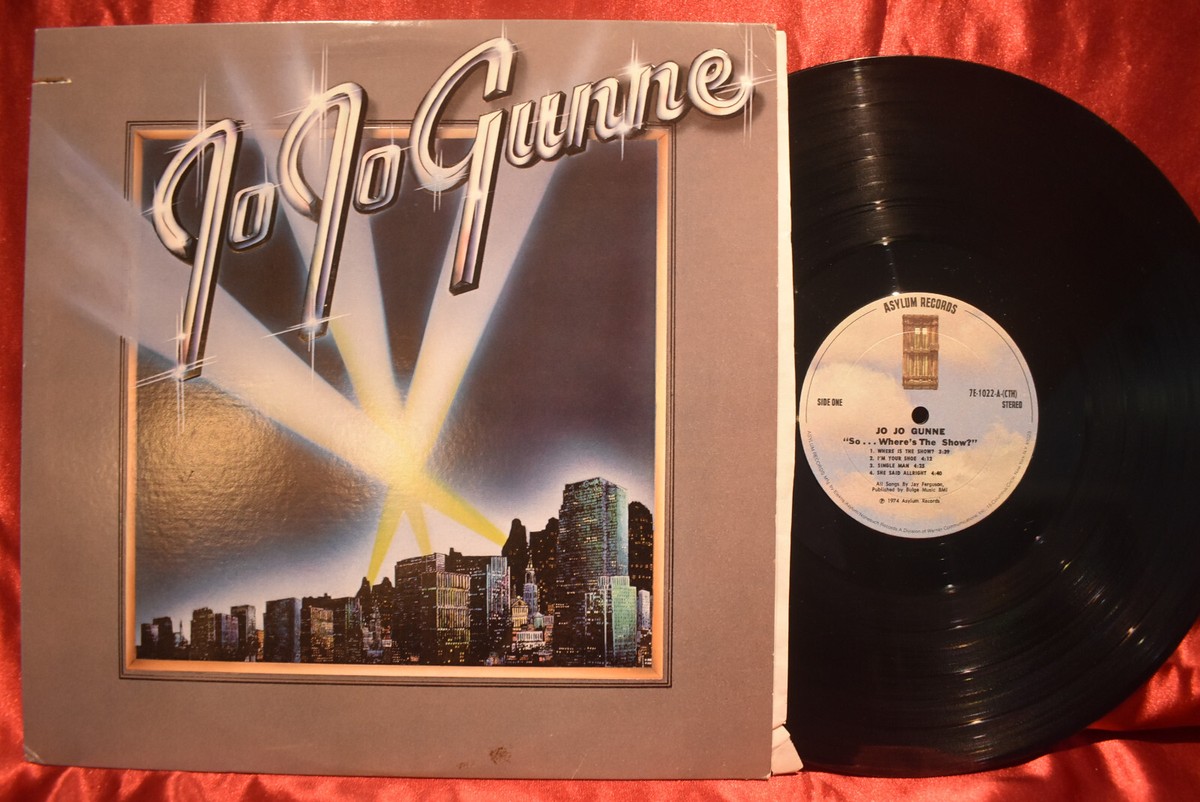 Jo Jo Gunne
ASYLUM RECORDS
SIDE ONE
7E-1022-A-(CTH)
STEREO
JO JO GUNNE
"So...Where's The Show?"
1. WHERE IS THE SHOW? 3:39
2. I'M YOUR SHOE 4:13
3. SINGLE MAN 4:25
4. SHE SAID ALLRIGHT 4:40
All Songs By Jay Ferguson,
Published by Bulge Music BMI
℗ 1974 Asylum Records